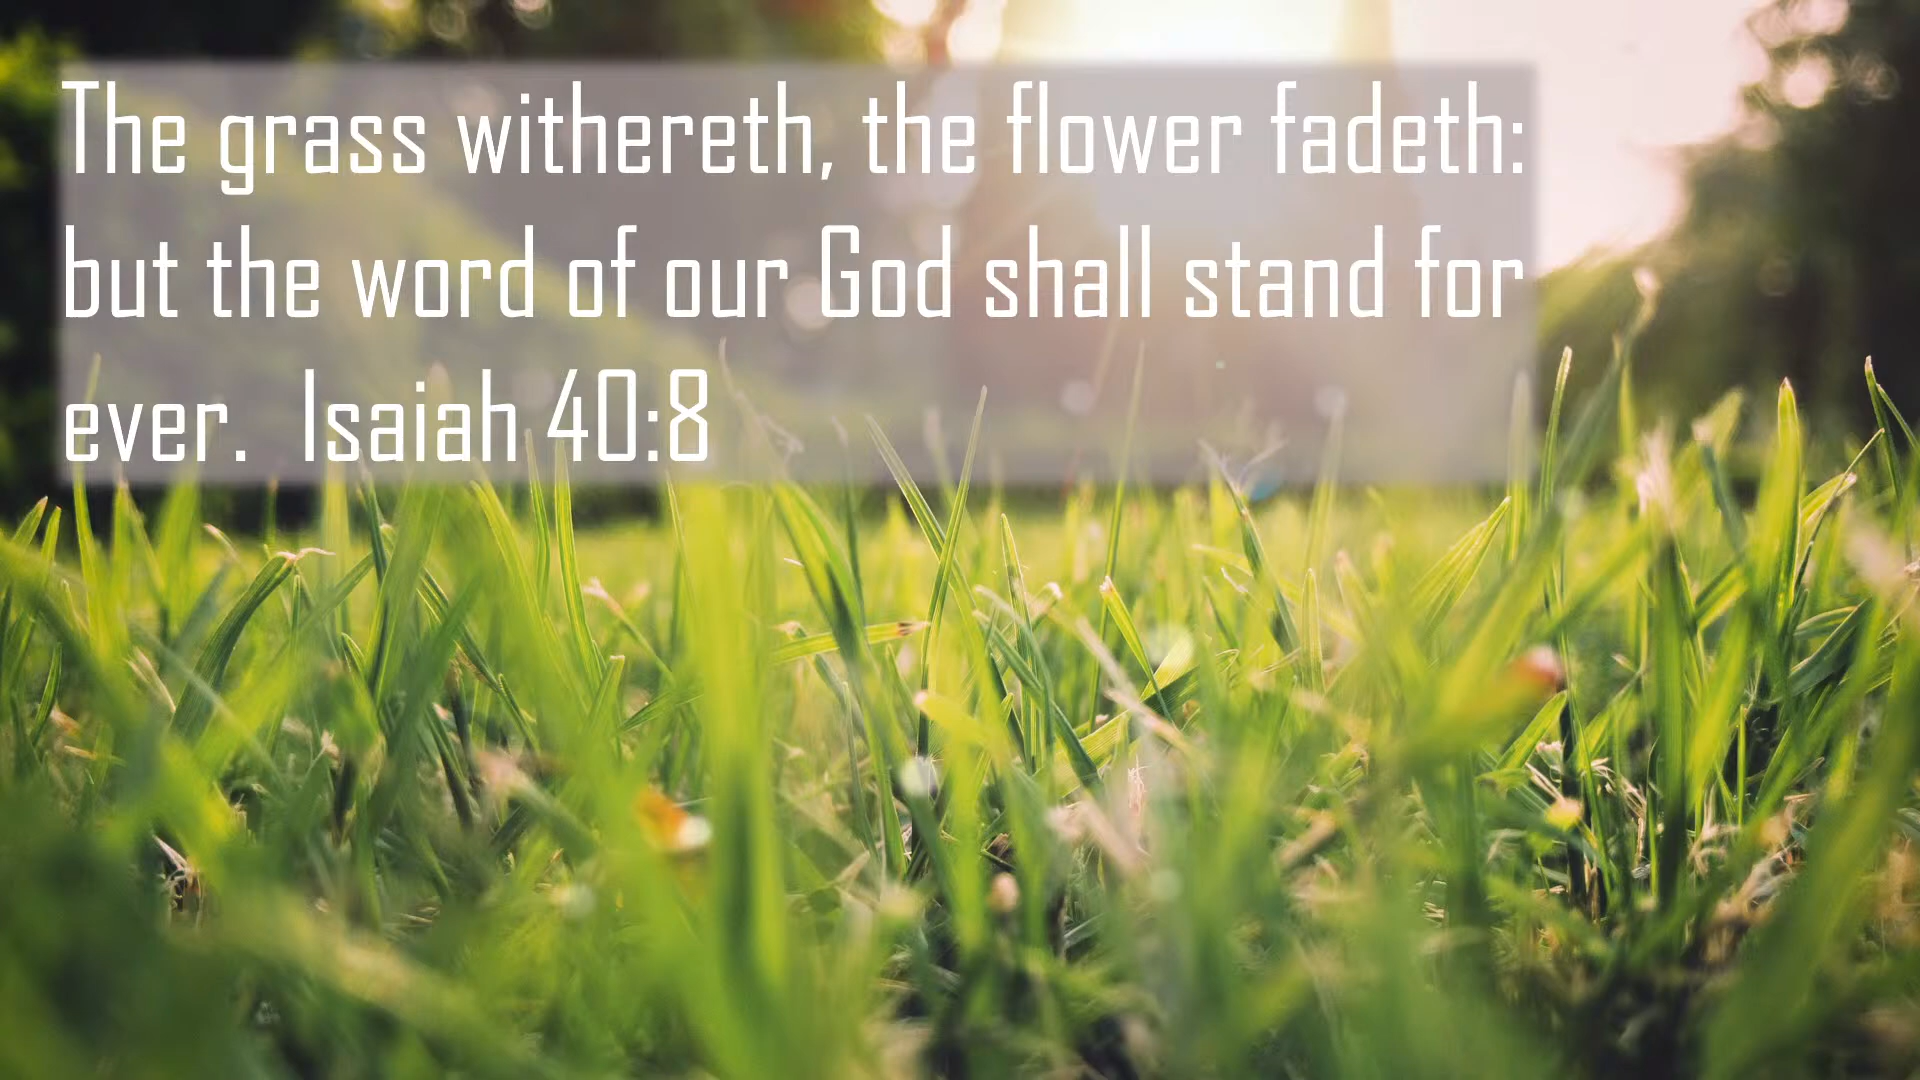 The grass withereth, the flower fadeth:
but the word of our God shall stand for
ever.  Isaiah 40:8